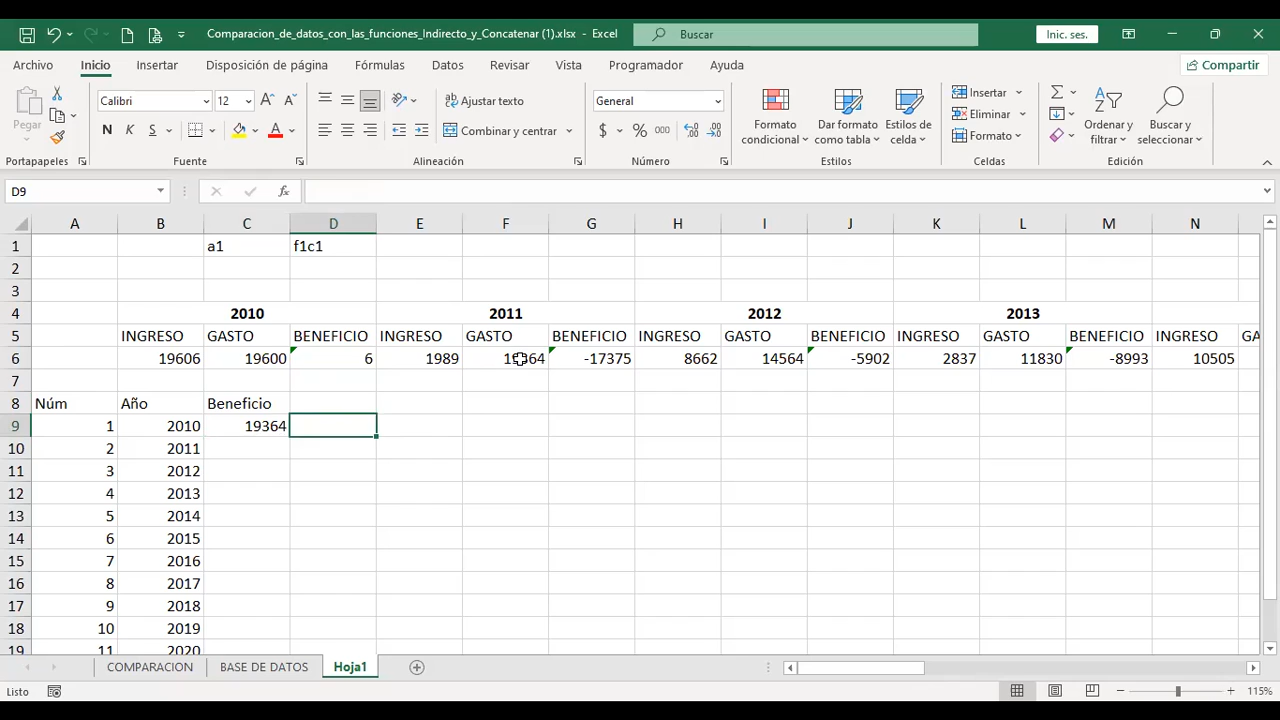 Comparacion_de_datos_con_las_funciones_Indirecto_y_Concatenar (1).xlsx - Excel
Buscar
Inic. ses.
Archivo Inicio Insertar Disposición de página Fórmulas Datos Revisar Vista Programador Ayuda Compartir
Pegar
Calibri 12
N K S A
Ajustar texto
Combinar y centrar
General
$ % 000
Formato condicional
Dar formato como tabla
Estilos de celda
Insertar
Eliminar
Formato
Ordenar y filtrar
Buscar y seleccionar
Portapapeles Fuente Alineación Número Estilos Celdas Edición
D9 fx
A B C D E F G H I J K L M N
1 a1 f1c1
2
3
4 2010 2011 2012 2013
5 INGRESO GASTO BENEFICIO INGRESO GASTO BENEFICIO INGRESO GASTO BENEFICIO INGRESO GASTO BENEFICIO INGRESO GA
6 19606 19600 6 1989 19364 -17375 8662 14564 -5902 2837 11830 -8993 10505
7
8 Núm Año Beneficio
9 1 2010 19364
10 2 2011
11 3 2012
12 4 2013
13 5 2014
14 6 2015
15 7 2016
16 8 2017
17 9 2018
18 10 2019
19 11 2020
COMPARACION BASE DE DATOS Hoja1
Listo 115%